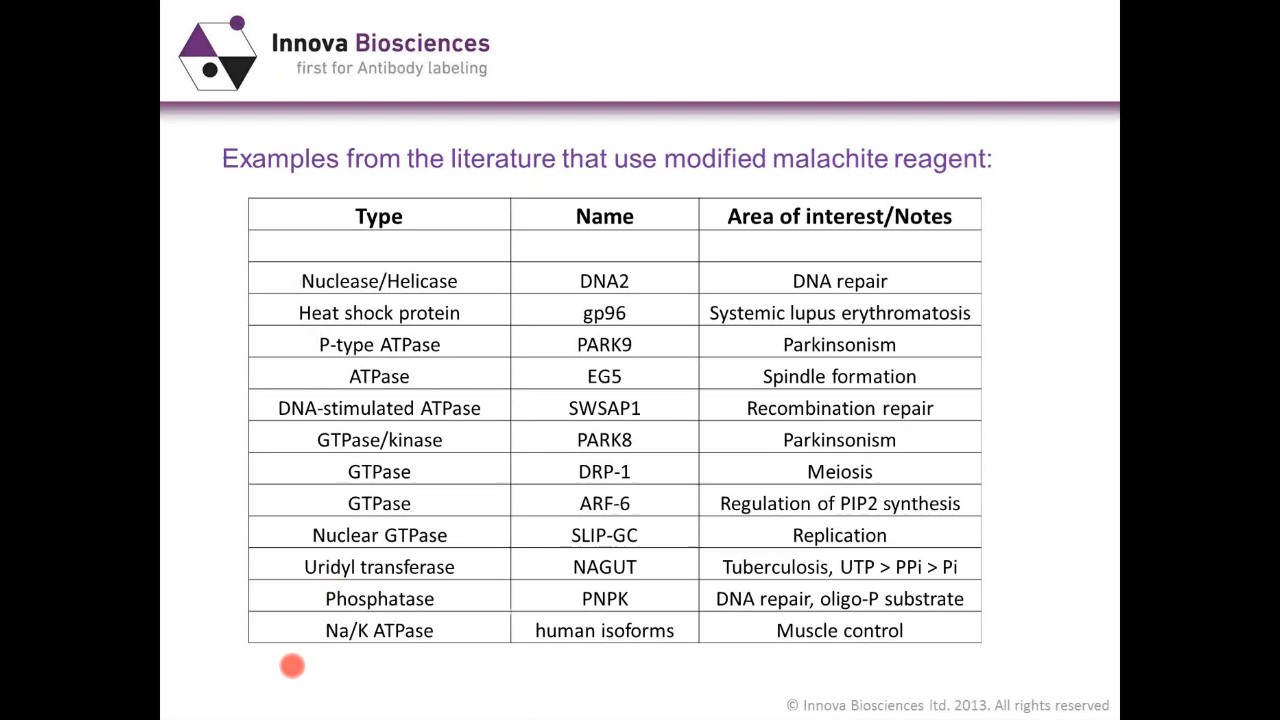 Innova Biosciences
first for Antibody labeling
Examples from the literature that use modified malachite reagent:
Type Name Area of interest/Notes
Nuclease/Helicase DNA2 DNA repair
Heat shock protein gp96 Systemic lupus erythromatosis
P-type ATPase PARK9 Parkinsonism
ATPase EG5 Spindle formation
DNA-stimulated ATPase SWSAP1 Recombination repair
GTPase/kinase PARK8 Parkinsonism
GTPase DRP-1 Meiosis
GTPase ARF-6 Regulation of PIP2 synthesis
Nuclear GTPase SLIP-GC Replication
Uridyl transferase NAGUT Tuberculosis, UTP > PPi > Pi
Phosphatase PNPK DNA repair, oligo-P substrate
Na/K ATPase human isoforms Muscle control
© Innova Biosciences ltd. 2013. All rights reserved